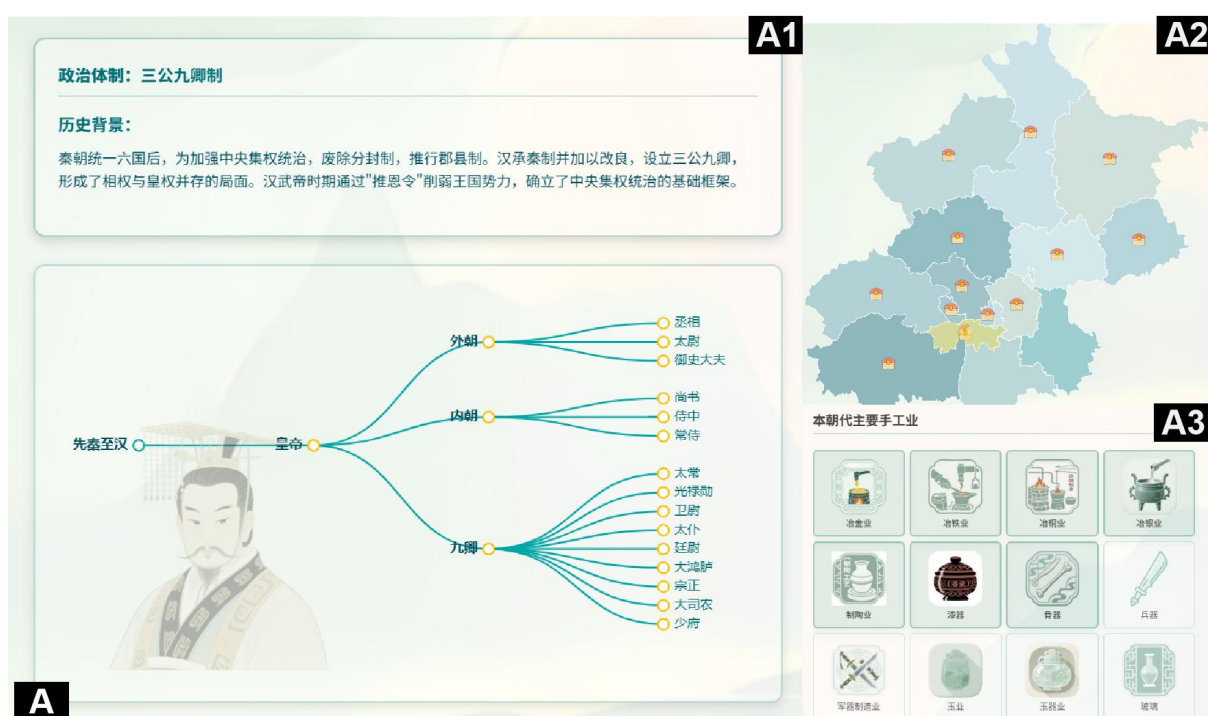 A1
政治体制：三公九卿制
历史背景：
秦朝统一六国后，为加强中央集权统治，废除分封制，推行郡县制。汉承秦制并加以改良，设立三公九卿，
形成了相权与皇权并存的局面。汉武帝时期通过"推恩令"削弱王国势力，确立了中央集权统治的基础框架。
先秦至汉
皇帝
外朝
丞相
太尉
御史大夫
内朝
尚书
侍中
常侍
九卿
太常
光禄勋
卫尉
太仆
廷尉
大鸿胪
宗正
大司农
少府
A
A2
本朝代主要手工业
A3
冶金业
冶铁业
冶铜业
冶银业
制陶业
漆器
骨器
兵器
军器制造业
玉业
玉器业
玻璃